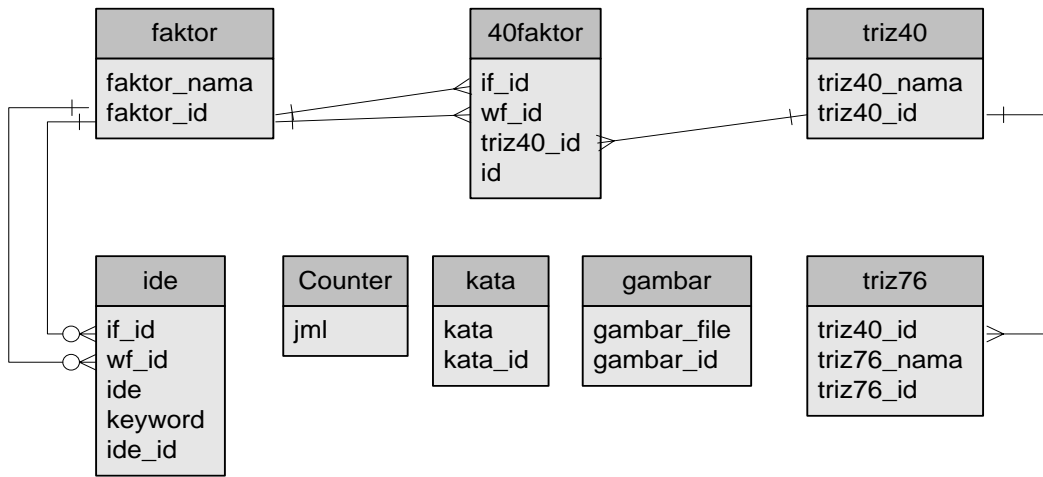 faktor
faktor_nama
faktor_id
40faktor
if_id
wf_id
triz40_id
id
triz40
triz40_nama
triz40_id
ide
if_id
wf_id
ide
keyword
ide_id
Counter
jml
kata
kata
kata_id
gambar
gambar_file
gambar_id
triz76
triz40_id
triz76_nama
triz76_id